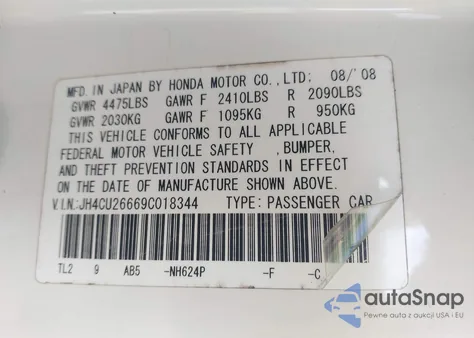 MFD. IN JAPAN BY HONDA MOTOR CO., LTD: 08/'08
GVWR 4475LBS GAWR F 2410LBS R 2090LBS
GVWR 2030KG GAWR F 1095KG R 950KG
THIS VEHICLE CONFORMS TO ALL APPLICABLE
FEDERAL MOTOR VEHICLE SAFETY , BUMPER,
AND THEFT PREVENTION STANDARDS IN EFFECT
ON THE DATE OF MANUFACTURE SHOWN ABOVE.
V.I.N.:JH4CU26669C018344 TYPE: PASSENGER CAR
TL2 9 AB5 -NH624P -F -C
autoSnap
Pewne auta z aukcji USA i EU